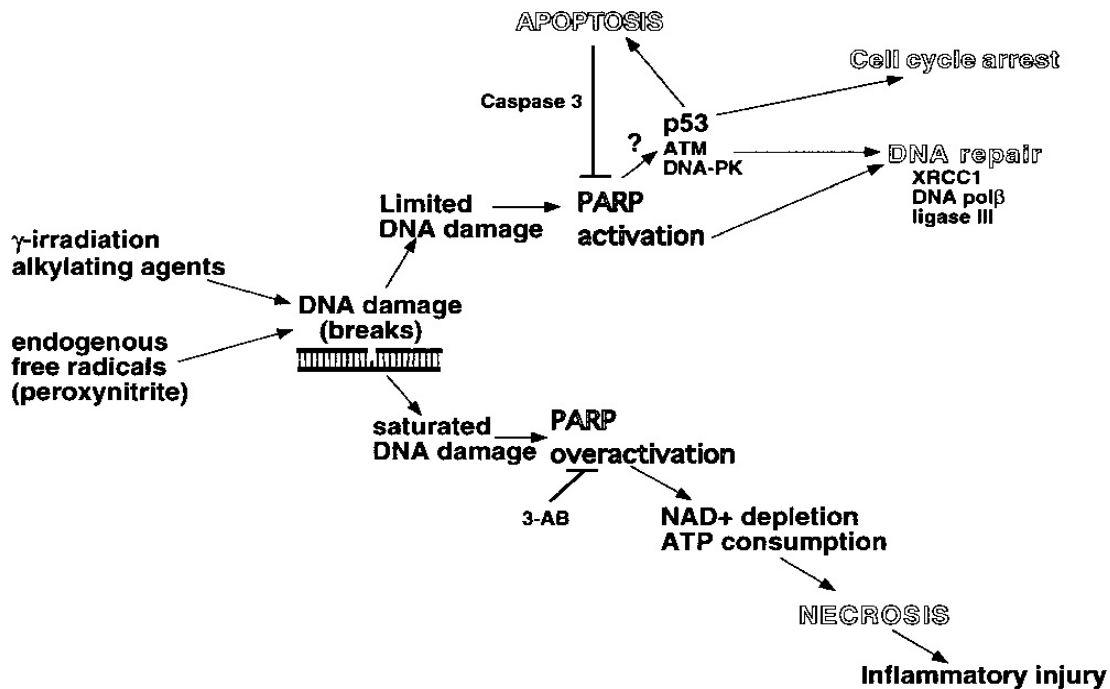 APOPTOSIS
Cell cycle arrest
Caspase 3
p53
?
ATM
DNA-PK
DNA repair
XRCC1
DNA polβ
ligase III
Limited
DNA damage
PARP
activation
γ-irradiation
alkylating agents
DNA damage
(breaks)
endogenous
free radicals
(peroxynitrite)
saturated
DNA damage
PARP
overactivation
3-AB
NAD+ depletion
ATP consumption
NECROSIS
Inflammatory injury